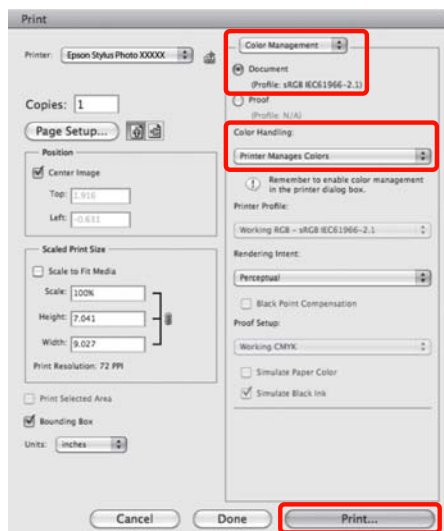 Print
Printer: Epson Stylus Photo XXXXX
Copies: 1
Page Setup...
Position
Center Image
Top: 1.916
Left: -0.633
Scaled Print Size
Scale to Fit Media
Scale: 100%
Height: 7.041
Width: 9.027
Print Resolution: 72 PPI
Print Selected Area
Bounding Box
Units: inches
Color Management
Document
(Profile: sRGB IEC61966-2.1)
Proof
(Profile: N/A)
Color Handling:
Printer Manages Colors
Remember to enable color management
in the printer dialog box.
Printer Profile:
Working RGB - sRGB IEC61966-2.1
Rendering Intent:
Perceptual
Black Point Compensation
Proof Setup:
Working CMYK
Simulate Paper Color
Simulate Black Ink
Cancel
Done
Print...